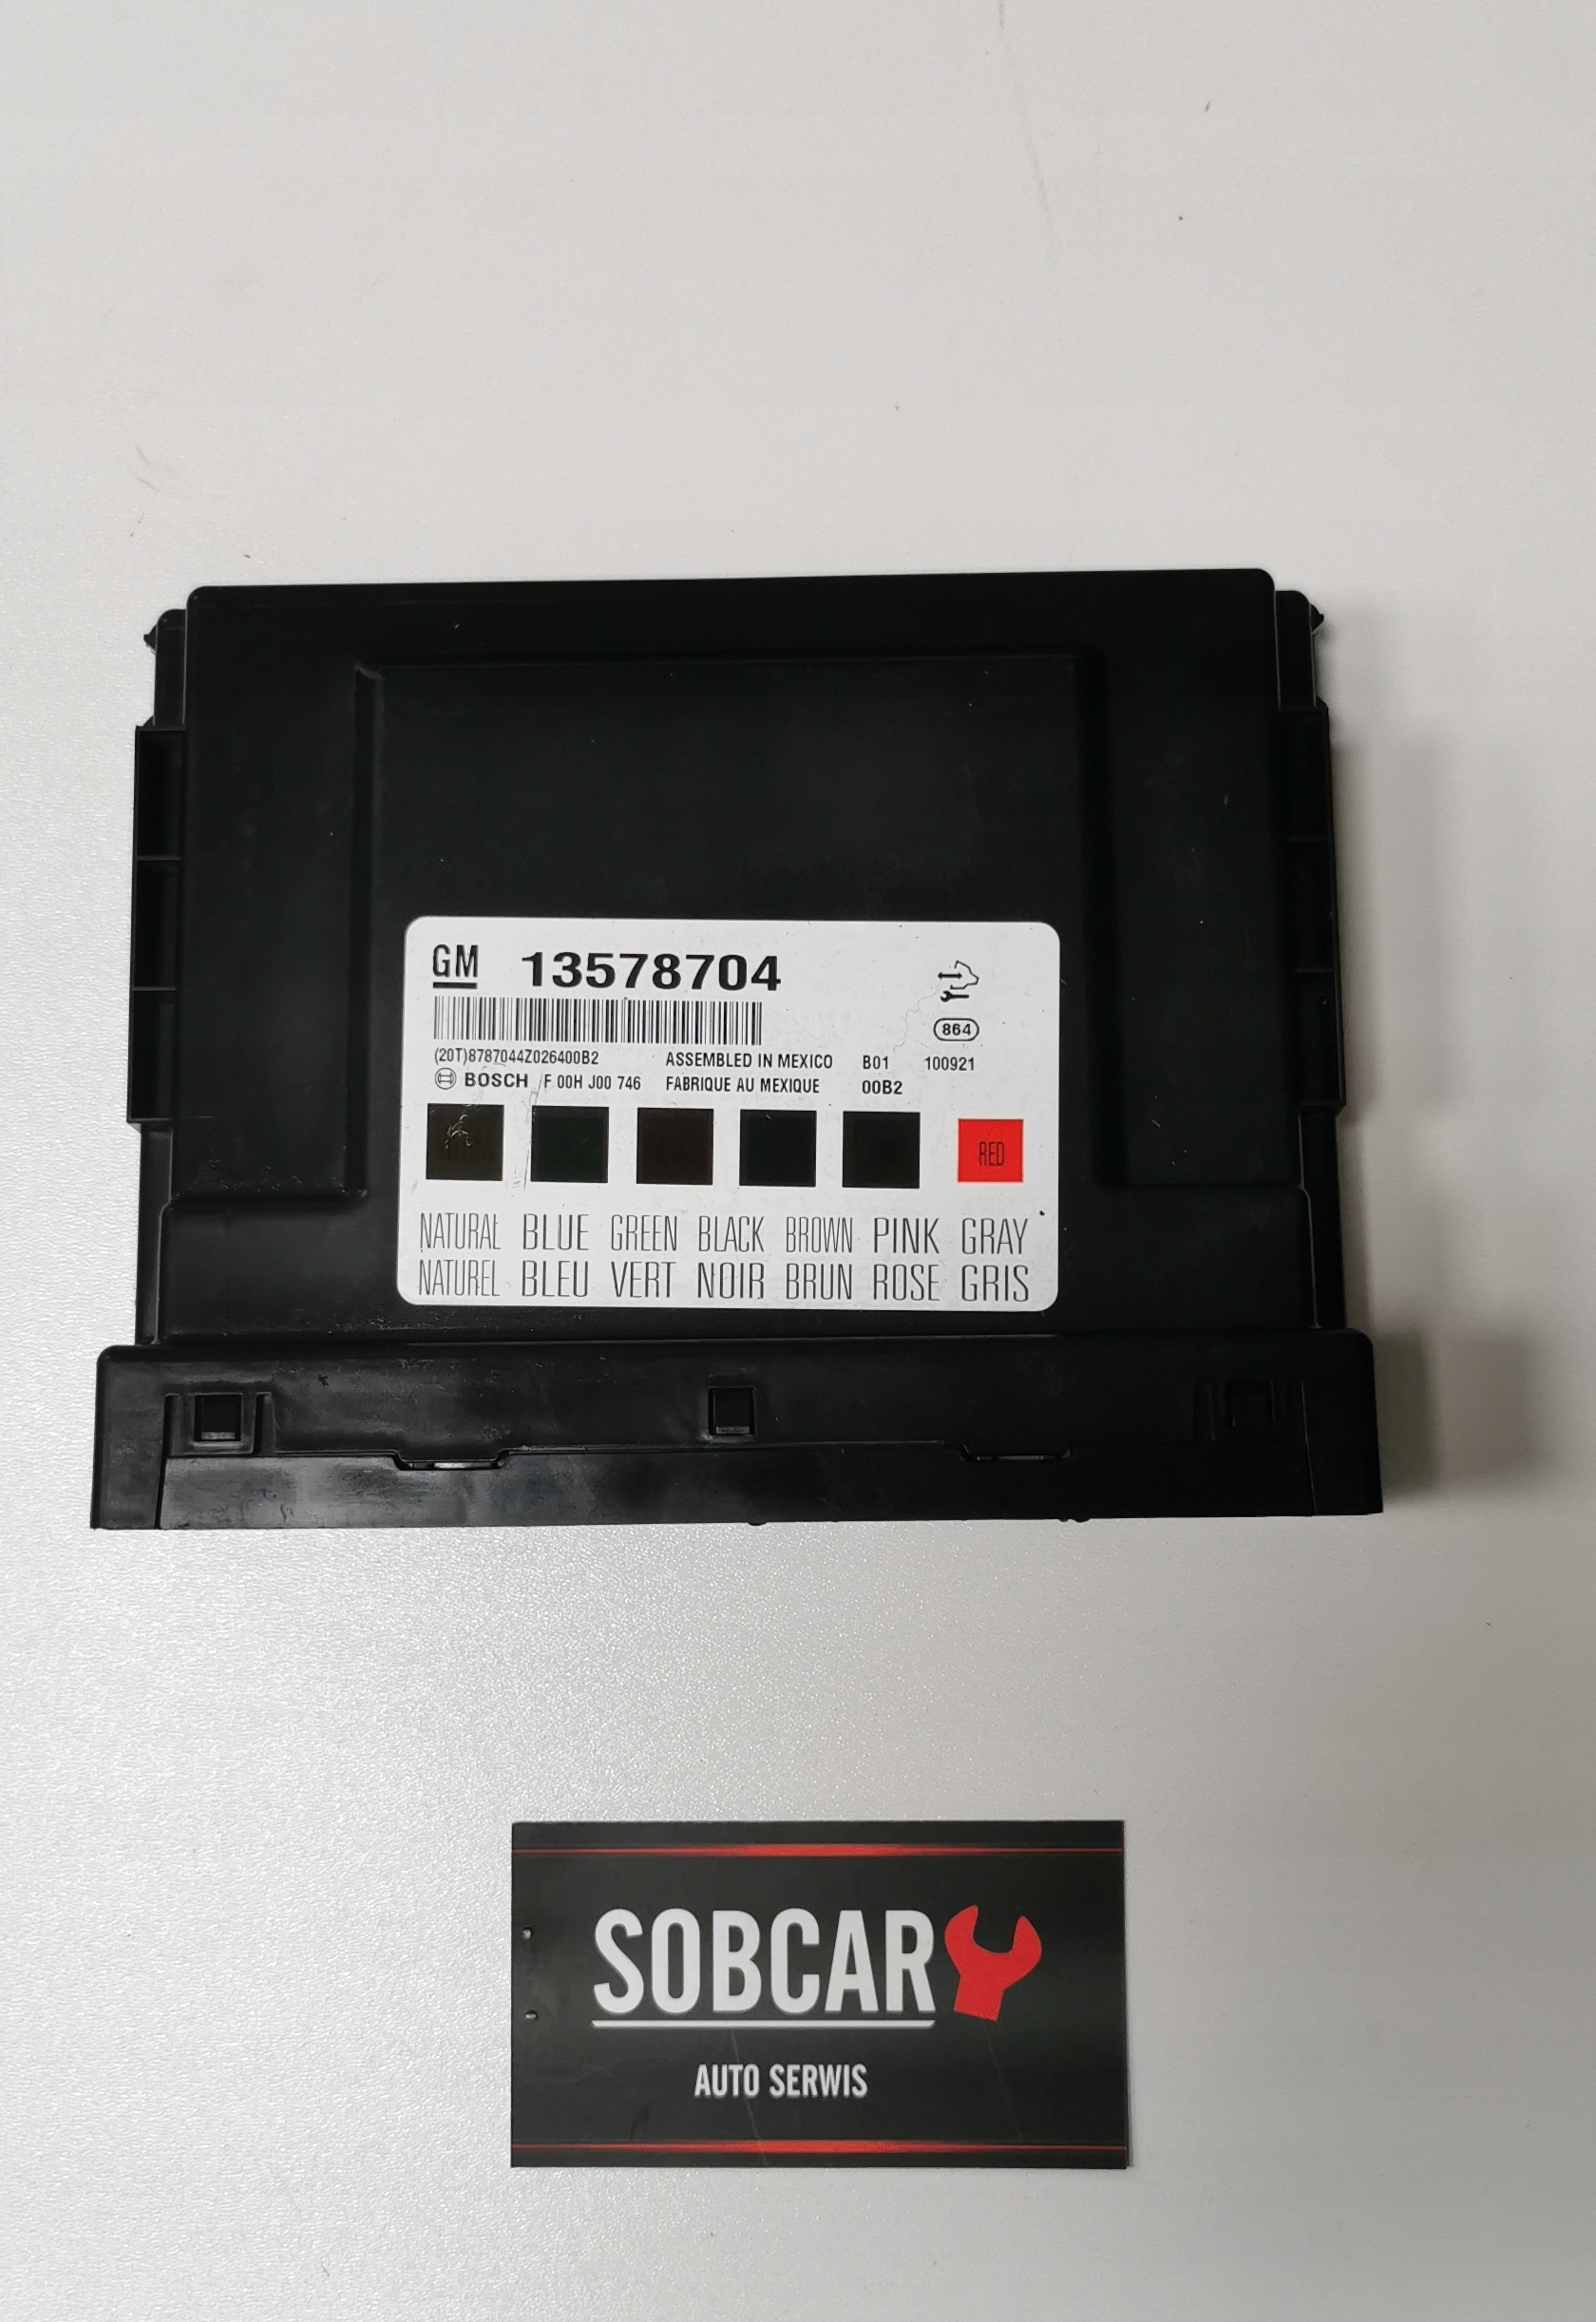 GM 13578704
864
(20T)8787044Z026400B2 ASSEMBLED IN MEXICO B01 100921
BOSCH F 00H J00 746 FABRIQUE AU MEXIQUE 00B2
RED
NATURAL BLUE GREEN BLACK BROWN PINK GRAY
NATUREL BLEU VERT NOIR BRUN ROSE GRIS
SOBCAR
AUTO SERWIS